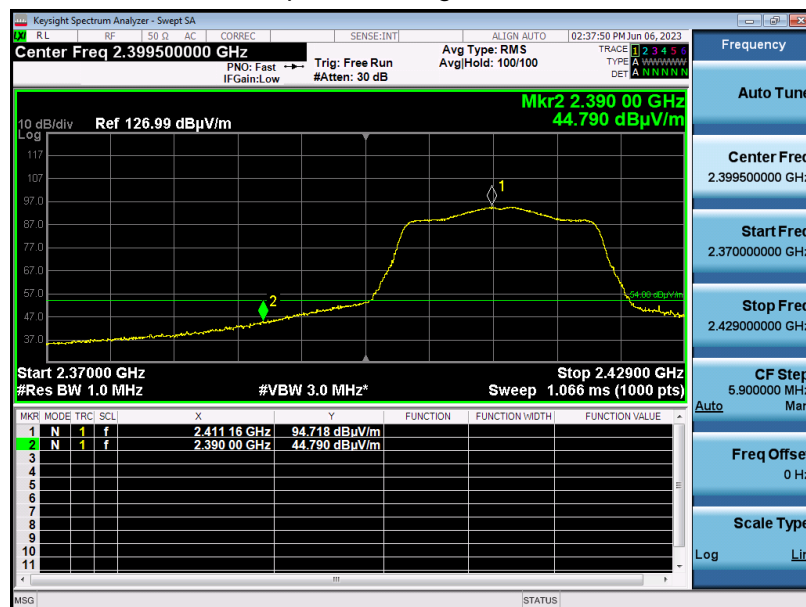 Keysight Spectrum Analyzer - Swept SA
LXI RL RF 50 Ω AC CORREC SENSE:INT ALIGN AUTO 02:37:50 PM Jun 06, 2023
Center Freq 2.399500000 GHz
PNO: Fast
IFGain:Low
Trig: Free Run
#Atten: 30 dB
Avg Type: RMS
Avg|Hold: 100/100
TRACE 1 2 3 4 5 6
TYPE A WWWWW
DET A N N N N N
Mkr2 2.390 00 GHz
44.790 dBµV/m
10 dB/div Ref 126.99 dBµV/m
Log
117
107
97.0
87.0
77.0
67.0
57.0
47.0
37.0
1
2
54.00 dBµV/m
Start 2.37000 GHz Stop 2.42900 GHz
#Res BW 1.0 MHz #VBW 3.0 MHz* Sweep 1.066 ms (1000 pts)
MKR MODE TRC SCL X Y FUNCTION FUNCTION WIDTH FUNCTION VALUE
1 N 1 f 2.411 16 GHz 94.718 dBµV/m
2 N 1 f 2.390 00 GHz 44.790 dBµV/m
3
4
5
6
7
8
9
10
11
MSG STATUS
Frequency
Auto Tune
Center Freq
2.399500000 GHz
Start Freq
2.370000000 GHz
Stop Freq
2.429000000 GHz
CF Step
5.900000 MHz
Auto Man
Freq Offset
0 Hz
Scale Type
Log Lin